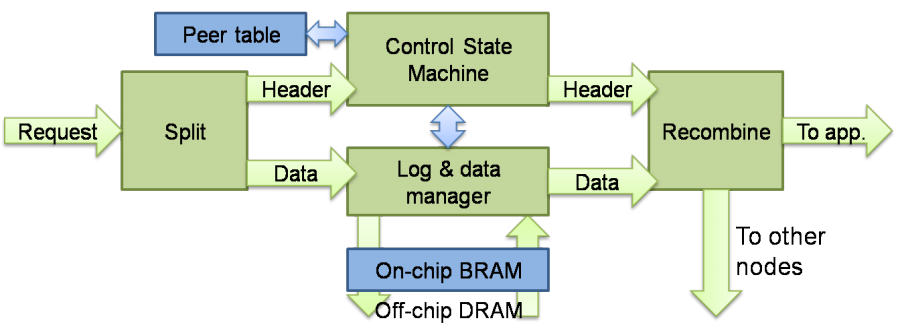 Peer table
Control State
Machine
Header
Header
Request
Split
Recombine
To app.
Data
Log & data
manager
Data
To other
nodes
On-chip BRAM
Off-chip DRAM